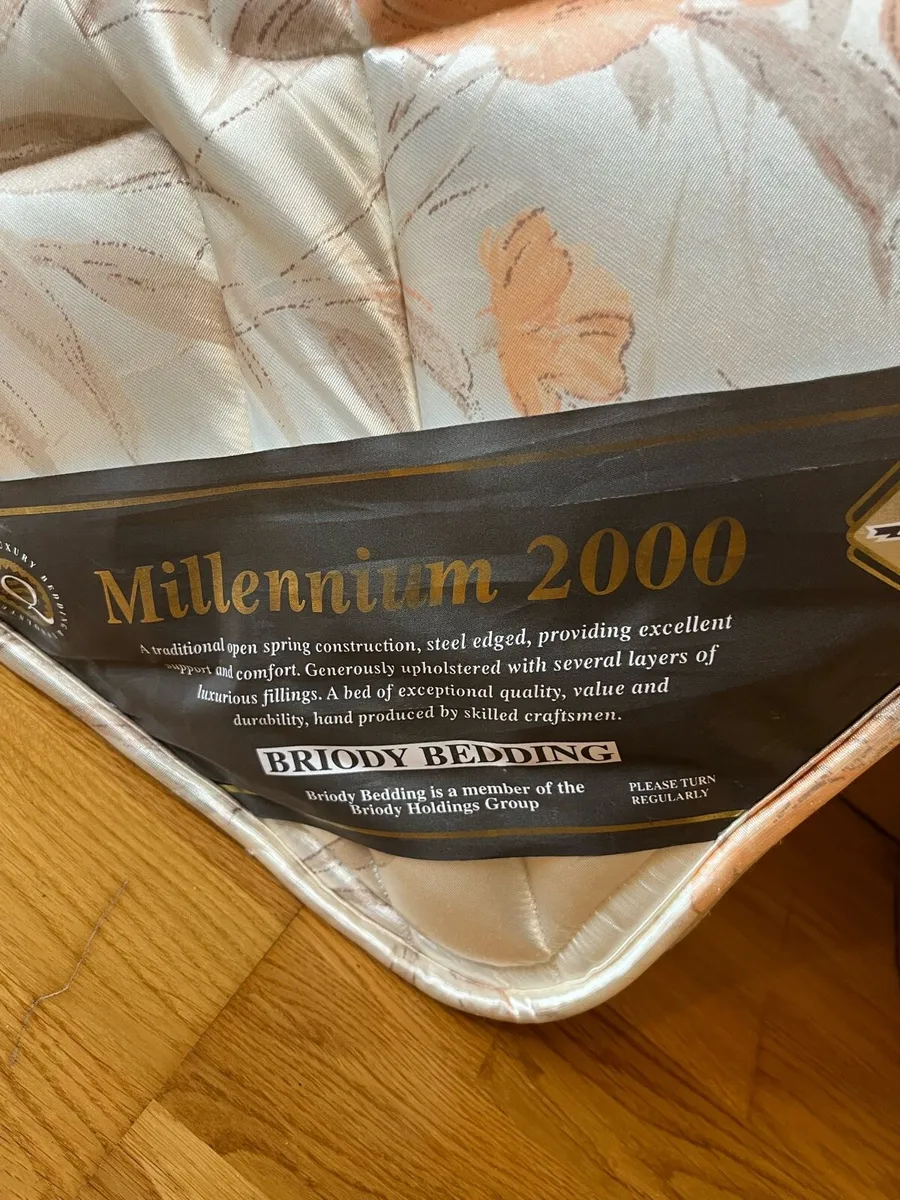 LUXURY BEDDING
Millennium 2000
A traditional open spring construction, steel edged, providing excellent
support and comfort. Generously upholstered with several layers of
luxurious fillings. A bed of exceptional quality, value and
durability, hand produced by skilled craftsmen.
BRIODY BEDDING
Briody Bedding is a member of the
Briody Holdings Group
PLEASE TURN
REGULARLY